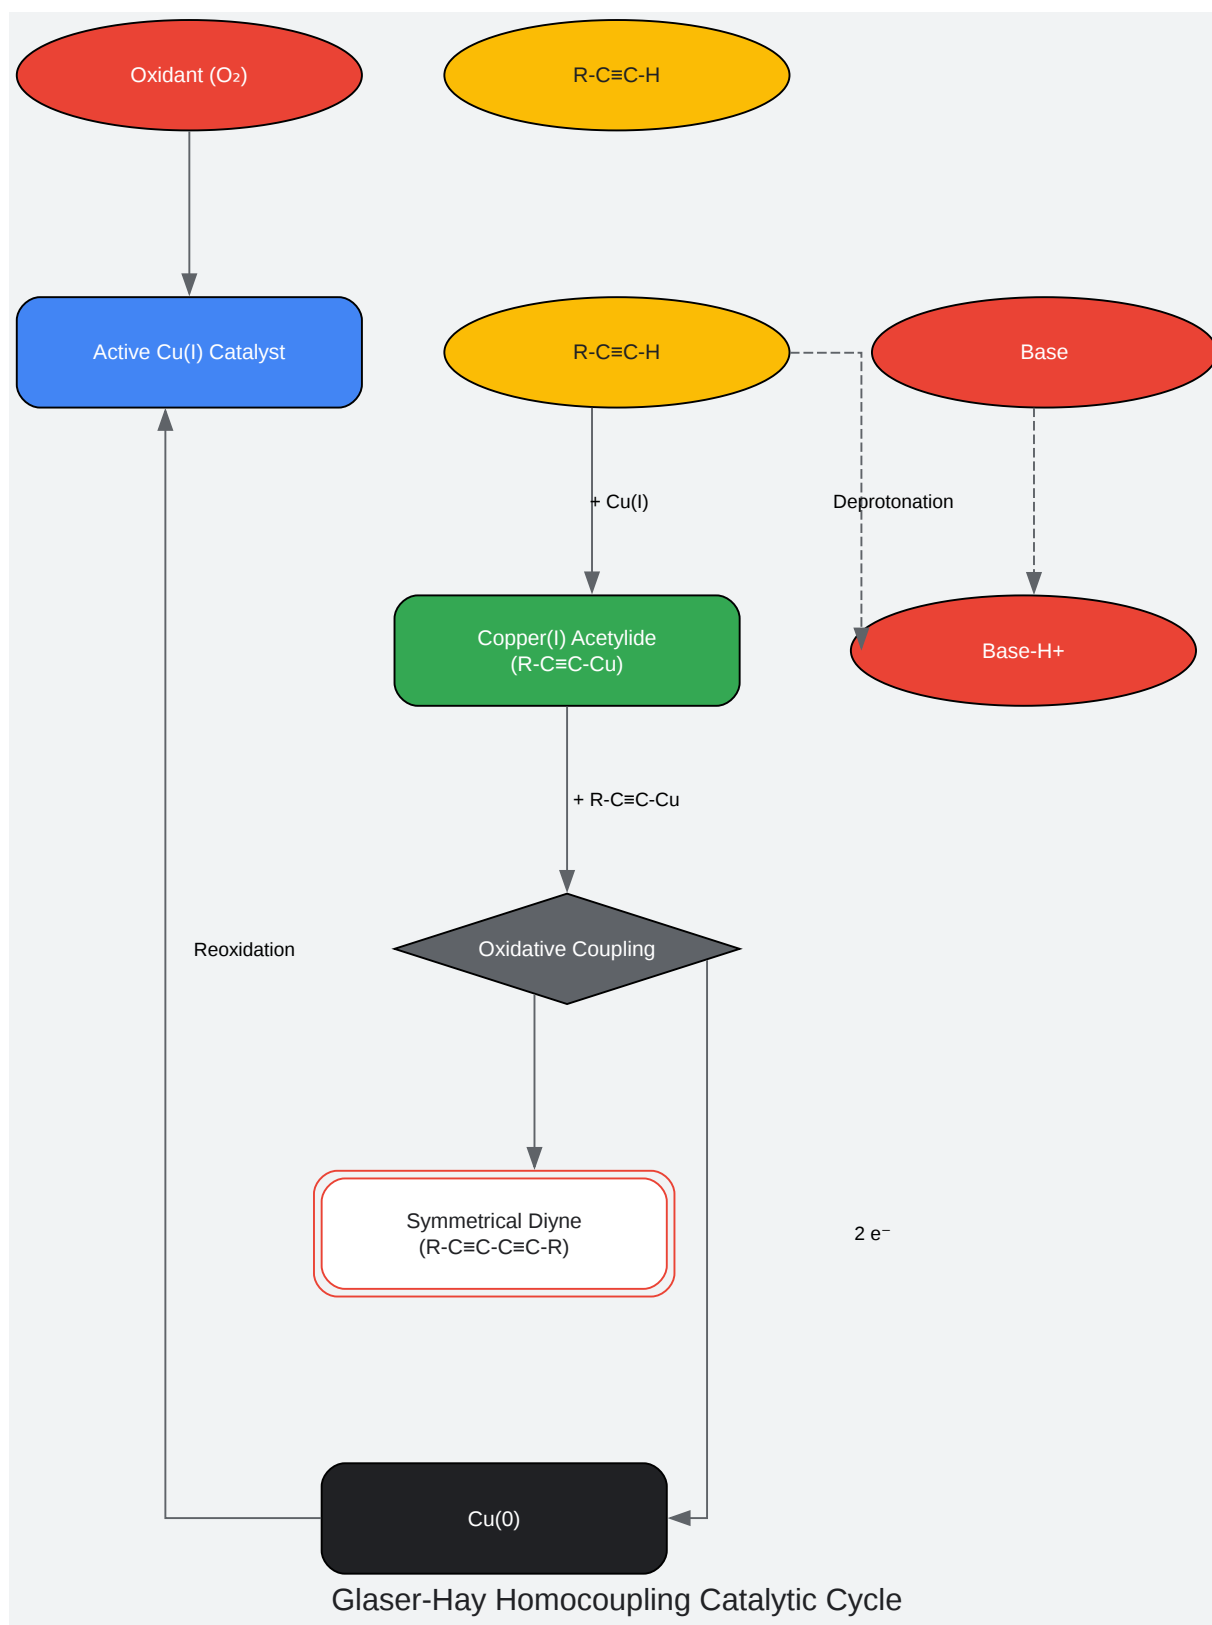 Oxidant (O₂)
R-C≡C-H
Active Cu(I) Catalyst
R-C≡C-H
Base
+ Cu(I)
Deprotonation
Copper(I) Acetylide
(R-C≡C-Cu)
Base-H+
+ R-C≡C-Cu
Reoxidation
Oxidative Coupling
Symmetrical Diyne
(R-C≡C-C≡C-R)
2 e⁻
Cu(0)
Glaser-Hay Homocoupling Catalytic Cycle